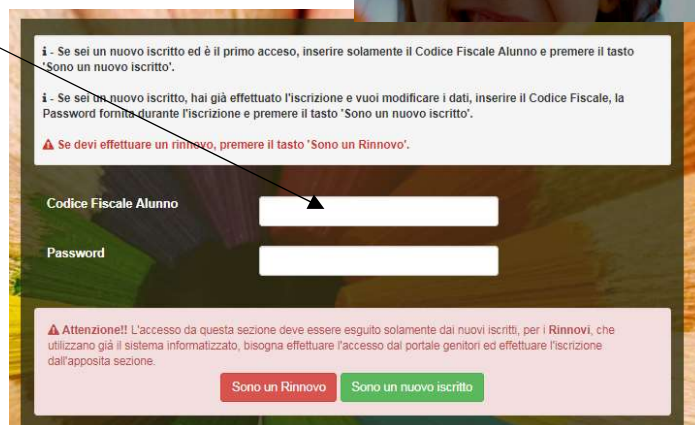 i - Se sei un nuovo iscritto ed è il primo accesso, inserire solamente il Codice Fiscale Alunno e premere il tasto
'Sono un nuovo iscritto'.
i - Se sei un nuovo iscritto, hai già effettuato l'iscrizione e vuoi modificare i dati, inserire il Codice Fiscale, la
Password fornita durante l'iscrizione e premere il tasto 'Sono un nuovo iscritto'.
Se devi effettuare un rinnovo, premere il tasto 'Sono un Rinnovo'.
Codice Fiscale Alunno
Password
Attenzione!! L'accesso da questa sezione deve essere esguito solamente dai nuovi iscritti, per i Rinnovi, che
utilizzano già il sistema informatizzato, bisogna effettuare l'accesso dal portale genitori ed effettuare l'iscrizione
dall'apposita sezione.
Sono un Rinnovo Sono un nuovo iscritto